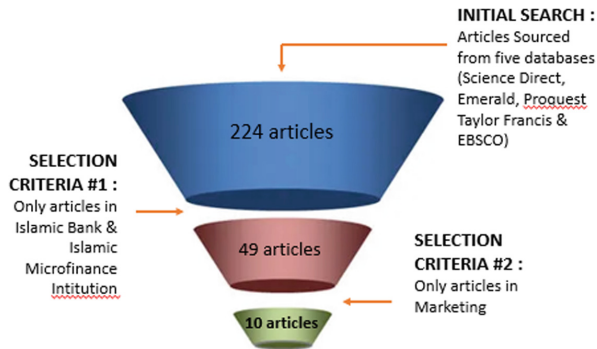 INITIAL SEARCH :
Articles Sourced
from five databases
(Science Direct,
Emerald, Proquest
Taylor Francis &
EBSCO)
224 articles
SELECTION
CRITERIA #1 :
Only articles in
Islamic Bank &
Islamic
Microfinance
Intitution
49 articles
SELECTION
CRITERIA #2 :
Only articles in
Marketing
10 articles